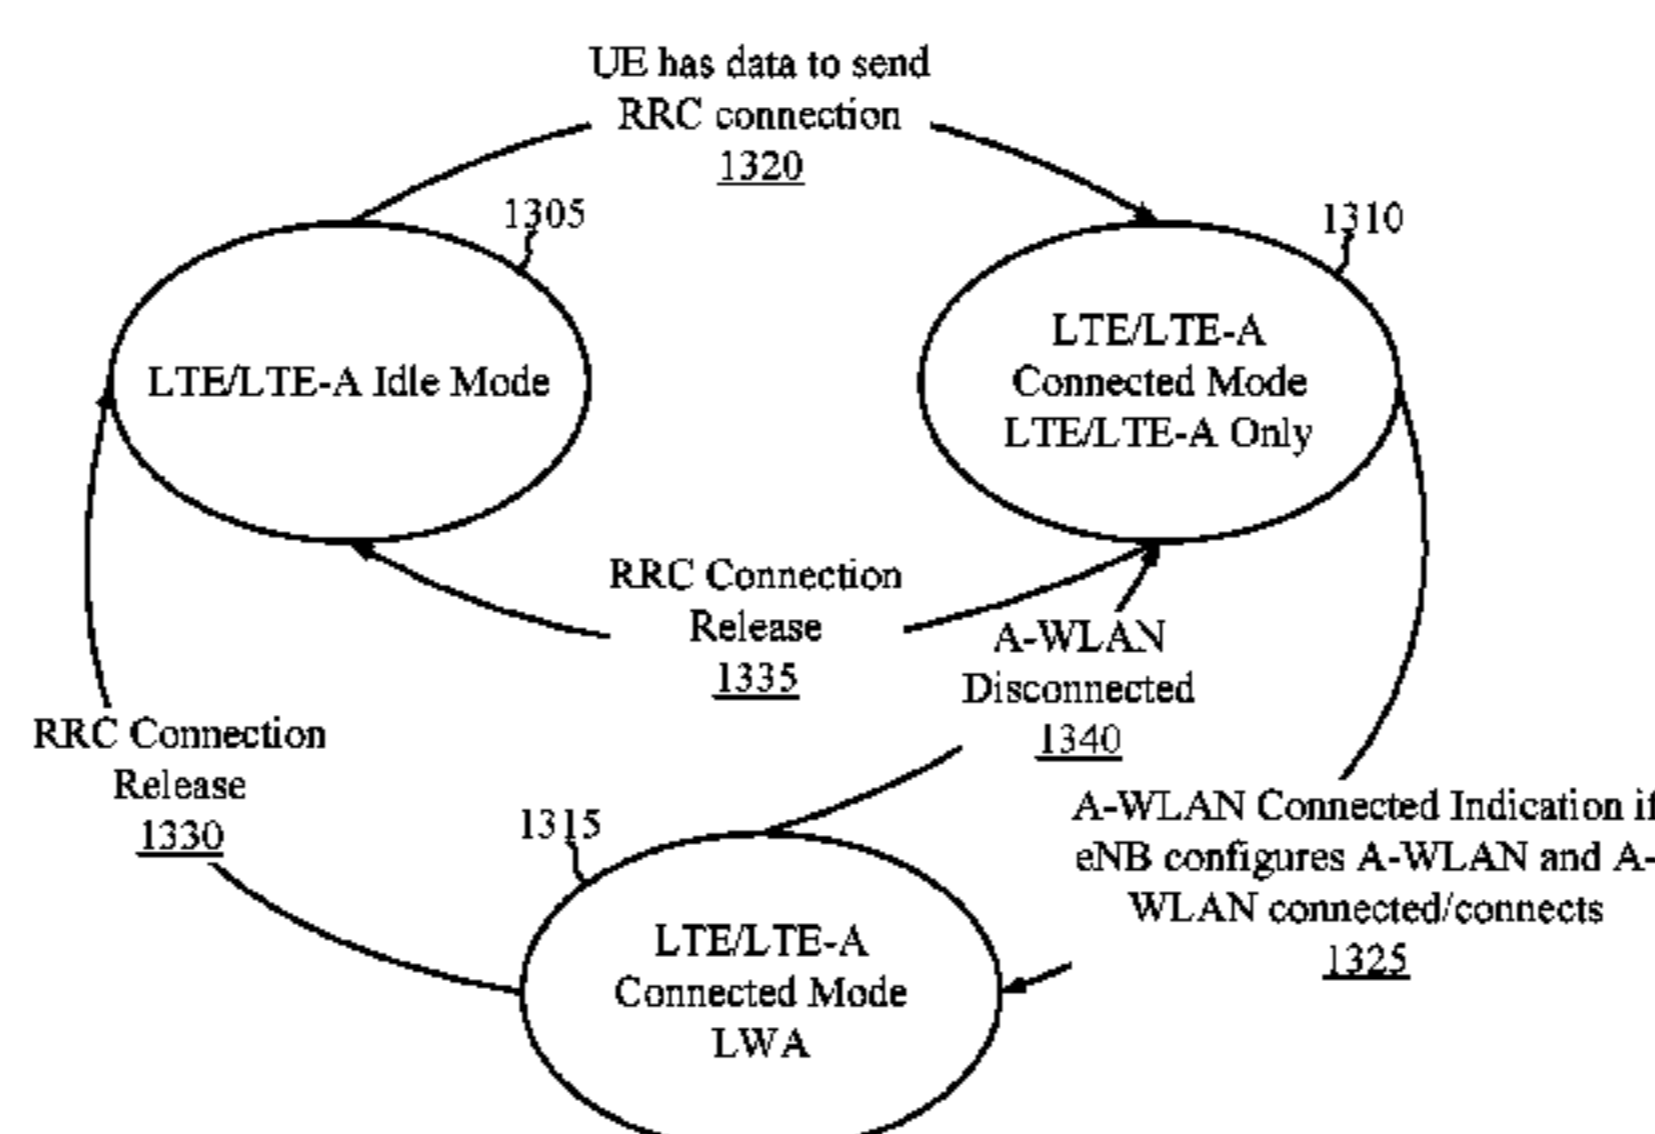 UE has data to send
RRC connection
1320
1305
1310
LTE/LTE-A Idle Mode
LTE/LTE-A
Connected Mode
LTE/LTE-A Only
RRC Connection
Release
1335
A-WLAN
Disconnected
1340
RRC Connection
Release
1330
A-WLAN Connected Indication if
eNB configures A-WLAN and A-
WLAN connected/connects
1325
1315
LTE/LTE-A
Connected Mode
LWA